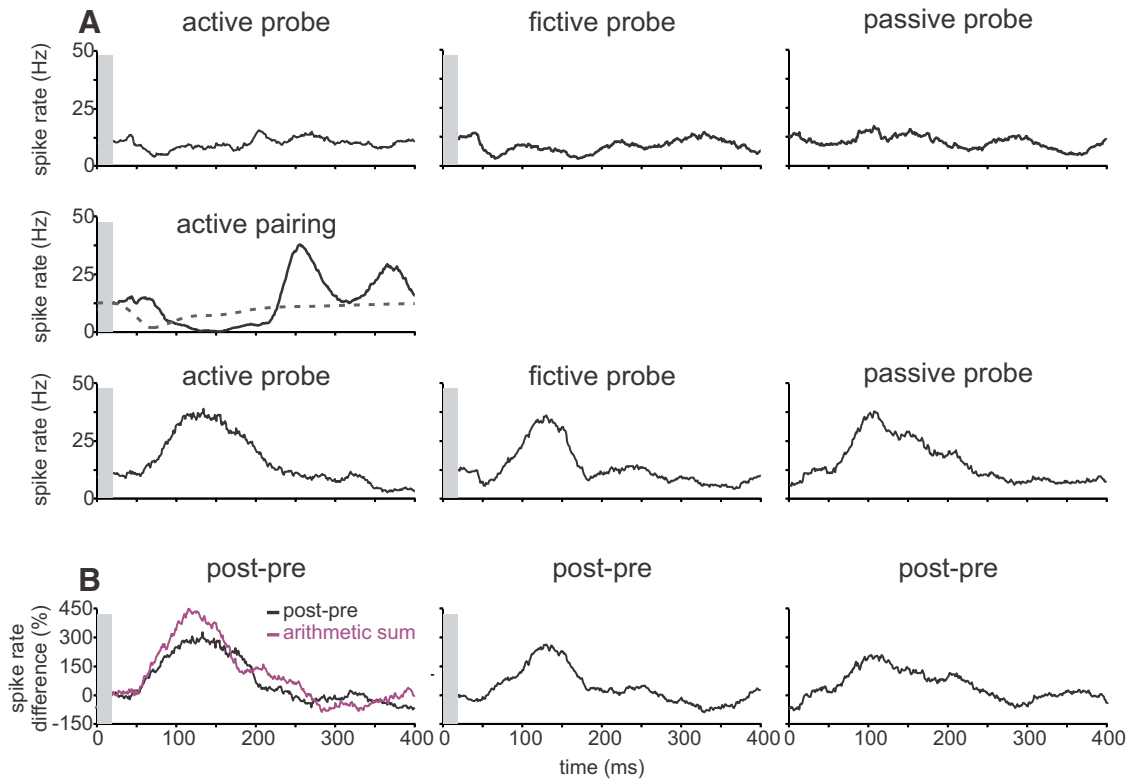 A
active probe
fictive probe
passive probe
spike rate (Hz)
50
25
0
active pairing
spike rate (Hz)
50
25
0
active probe
fictive probe
passive probe
spike rate (Hz)
50
25
0
B
post-pre
post-pre
post-pre
spike rate
difference (%)
450
300
150
0
-150
post-pre
arithmetic sum
0 100 200 300 400 0 100 200 300 400 0 100 200 300 400
time (ms)